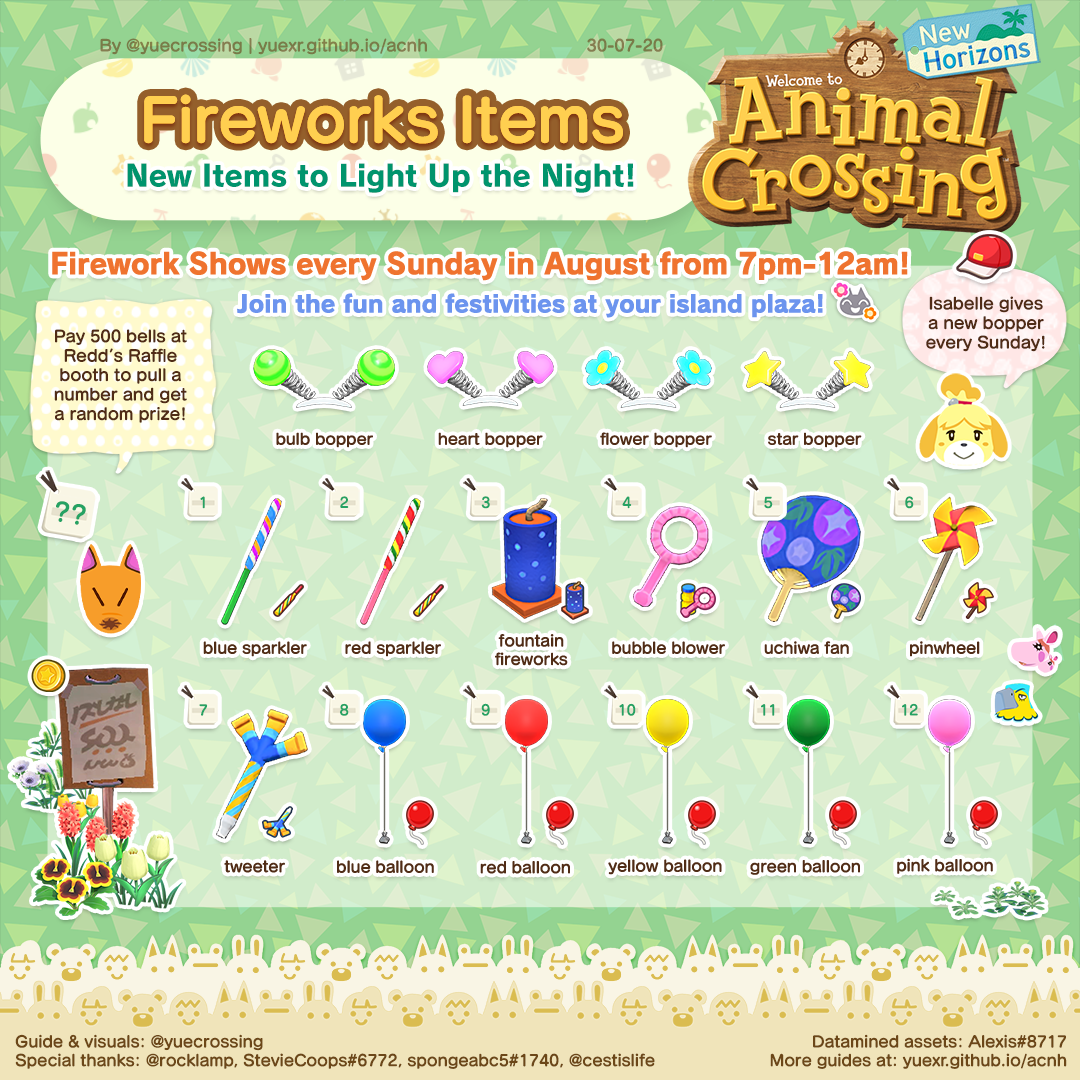 By @yuecrossing | yuexr.github.io/acnh
30-07-20
New
Horizons
Welcome to
Animal
Crossing
Fireworks Items
New Items to Light Up the Night!
Firework Shows every Sunday in August from 7pm-12am!
Join the fun and festivities at your island plaza!
Isabelle gives
a new bopper
every Sunday!
Pay 500 bells at
Redd's Raffle
booth to pull a
number and get
a random prize!
bulb bopper
heart bopper
flower bopper
star bopper
??
1
2
3
4
5
6
blue sparkler
red sparkler
fountain
fireworks
bubble blower
uchiwa fan
pinwheel
7
8
9
10
11
12
tweeter
blue balloon
red balloon
yellow balloon
green balloon
pink balloon
Guide & visuals: @yuecrossing
Special thanks: @rocklamp, StevieCoops#6772, spongeabc5#1740, @cestislife
Datamined assets: Alexis#8717
More guides at: yuexr.github.io/acnh